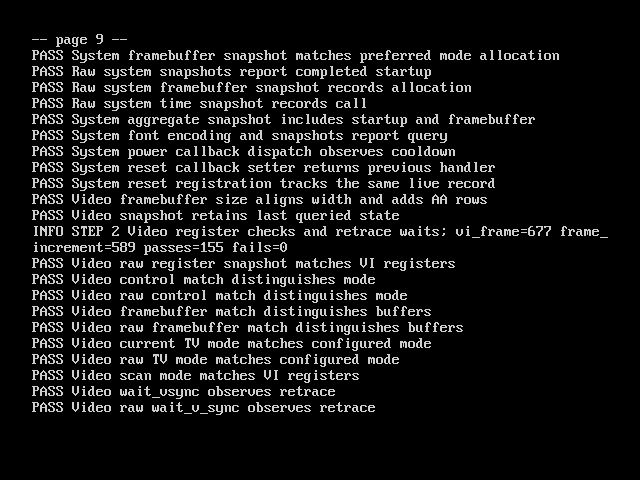 -- page 9 --
PASS System framebuffer snapshot matches preferred mode allocation
PASS Raw system snapshots report completed startup
PASS Raw system framebuffer snapshot records allocation
PASS Raw system time snapshot records call
PASS System aggregate snapshot includes startup and framebuffer
PASS System font encoding and snapshots report query
PASS System power callback dispatch observes cooldown
PASS System reset callback setter returns previous handler
PASS System reset registration tracks the same live record
PASS Video framebuffer size aligns width and adds AA rows
PASS Video snapshot retains last queried state
INFO STEP 2 Video register checks and retrace waits; vi_frame=677 frame_
increment=589 passes=155 fails=0
PASS Video raw register snapshot matches VI registers
PASS Video control match distinguishes mode
PASS Video raw control match distinguishes mode
PASS Video framebuffer match distinguishes buffers
PASS Video raw framebuffer match distinguishes buffers
PASS Video current TV mode matches configured mode
PASS Video raw TV mode matches configured mode
PASS Video scan mode matches VI registers
PASS Video wait_vsync observes retrace
PASS Video raw wait_v_sync observes retrace